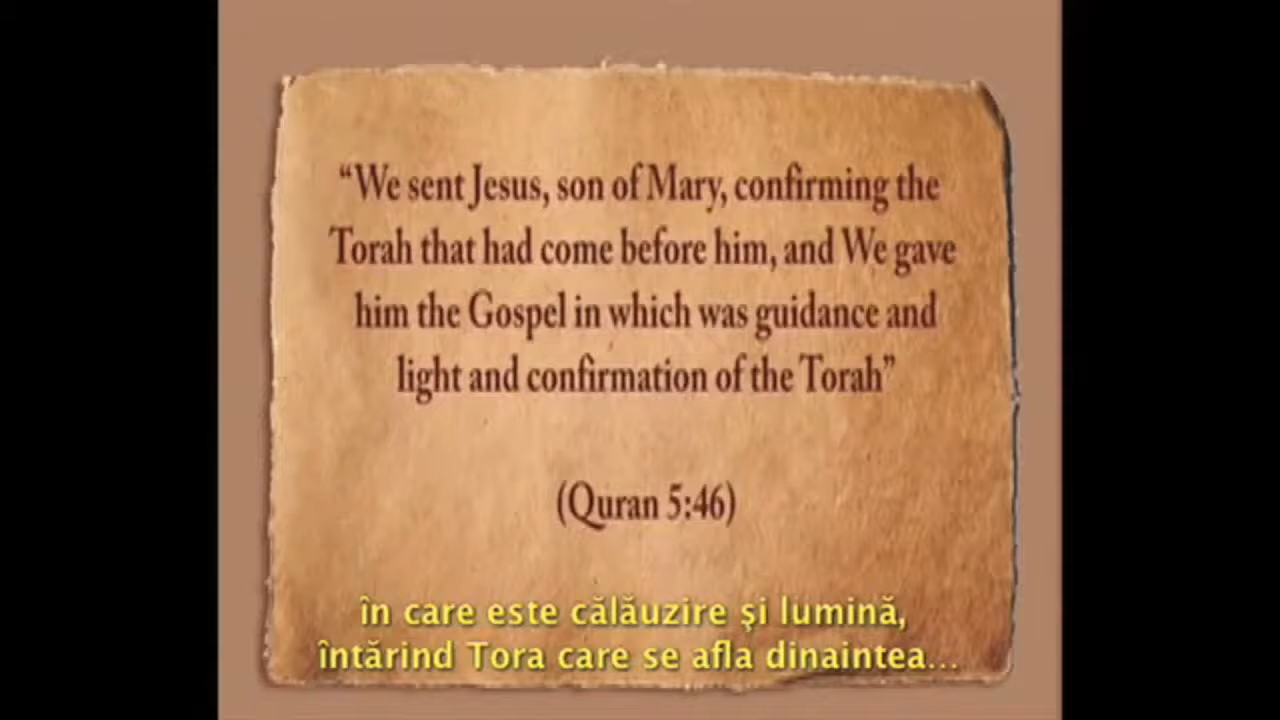 “We sent Jesus, son of Mary, confirming the
Torah that had come before him, and We gave
him the Gospel in which was guidance and
light and confirmation of the Torah”
(Quran 5:46)
în care este călăuzire şi lumină,
întărind Tora care se afla dinaintea...